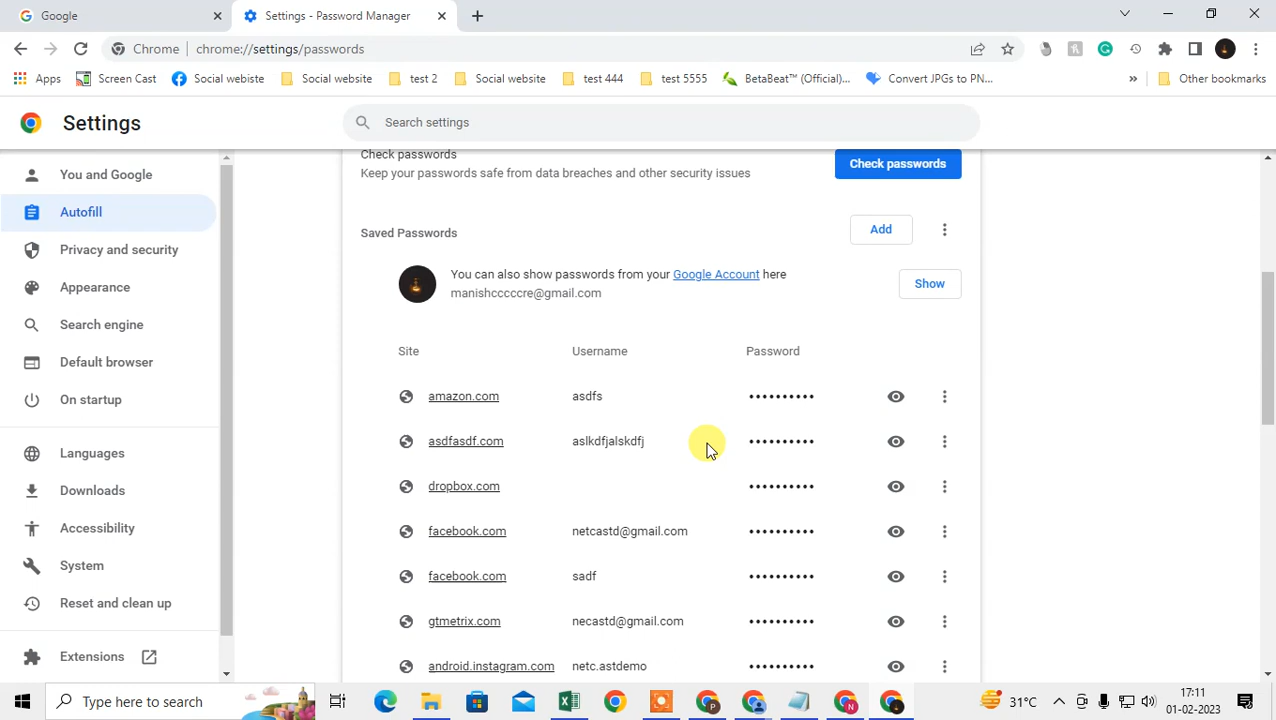 Google
Settings - Password Manager
Chrome | chrome://settings/passwords
Apps
Screen Cast
Social webiste
Social website
test 2
Social website
test 444
test 5555
BetaBeat™ (Official)...
Convert JPGs to PN...
»
Other bookmarks
Settings
Search settings
You and Google
Autofill
Privacy and security
Appearance
Search engine
Default browser
On startup
Languages
Downloads
Accessibility
System
Reset and clean up
Extensions
Check passwords
Keep your passwords safe from data breaches and other security issues
Check passwords
Saved Passwords
Add
You can also show passwords from your Google Account here
manishcccccre@gmail.com
Show
Site Username Password
amazon.com asdfs ••••••••••
asdfasdf.com aslkdfjalskdfj ••••••••••
dropbox.com ••••••••••
facebook.com netcastd@gmail.com ••••••••••
facebook.com sadf ••••••••••
gtmetrix.com necastd@gmail.com ••••••••••
android.instagram.com netc.astdemo ••••••••••
Type here to search
31°C
17:11
01-02-2023